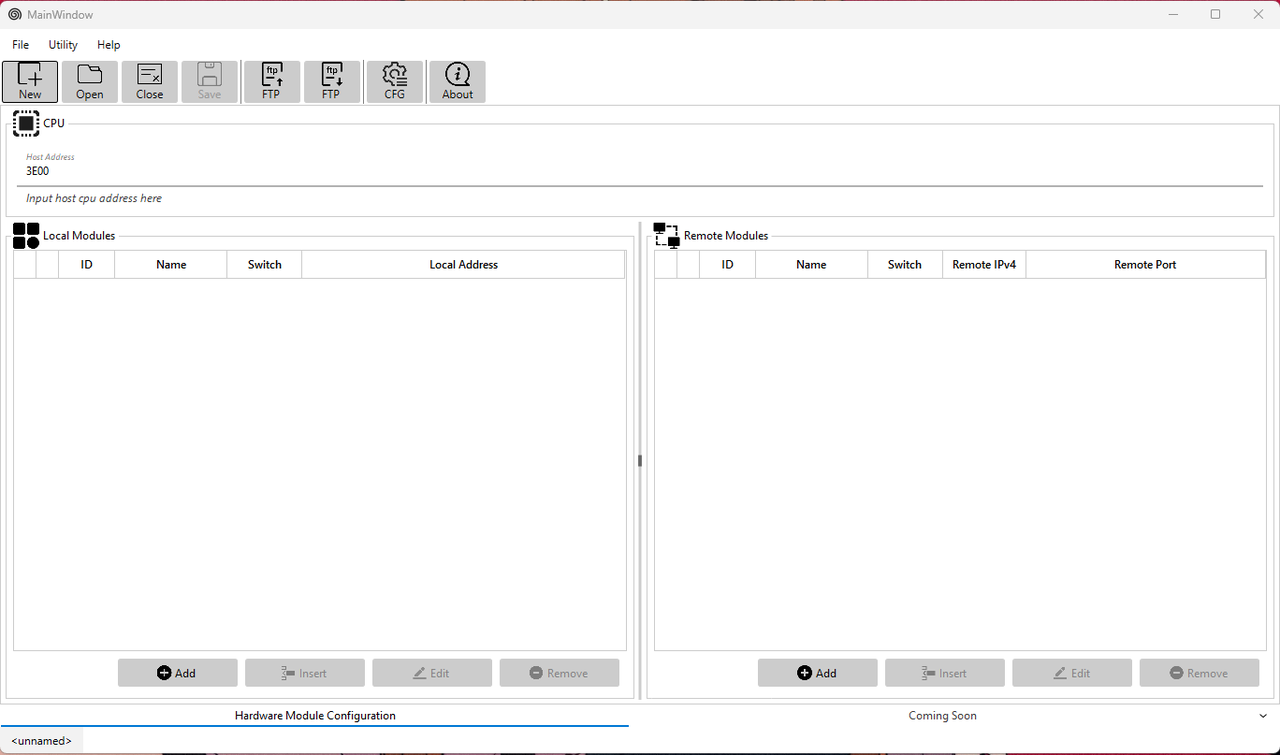 MainWindow
File Utility Help
ftp ftp
New Open Close Save FTP FTP CFG About
CPU
Host Address
3E00
Input host cpu address here
Local Modules Remote Modules
ID Name Switch Local Address ID Name Switch Remote IPv4 Remote Port
Add Insert Edit Remove Add Insert Edit Remove
Hardware Module Configuration Coming Soon
<unnamed>